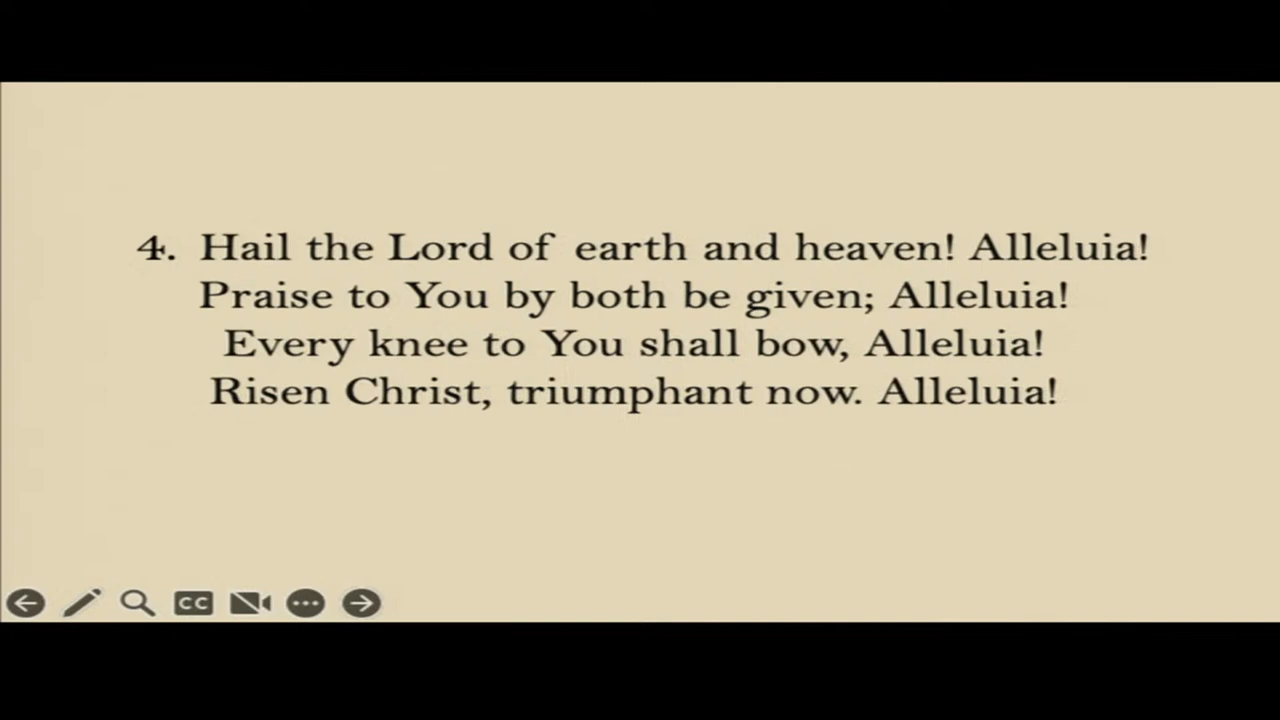 4. Hail the Lord of earth and heaven! Alleluia!
Praise to You by both be given; Alleluia!
Every knee to You shall bow, Alleluia!
Risen Christ, triumphant now. Alleluia!
CC